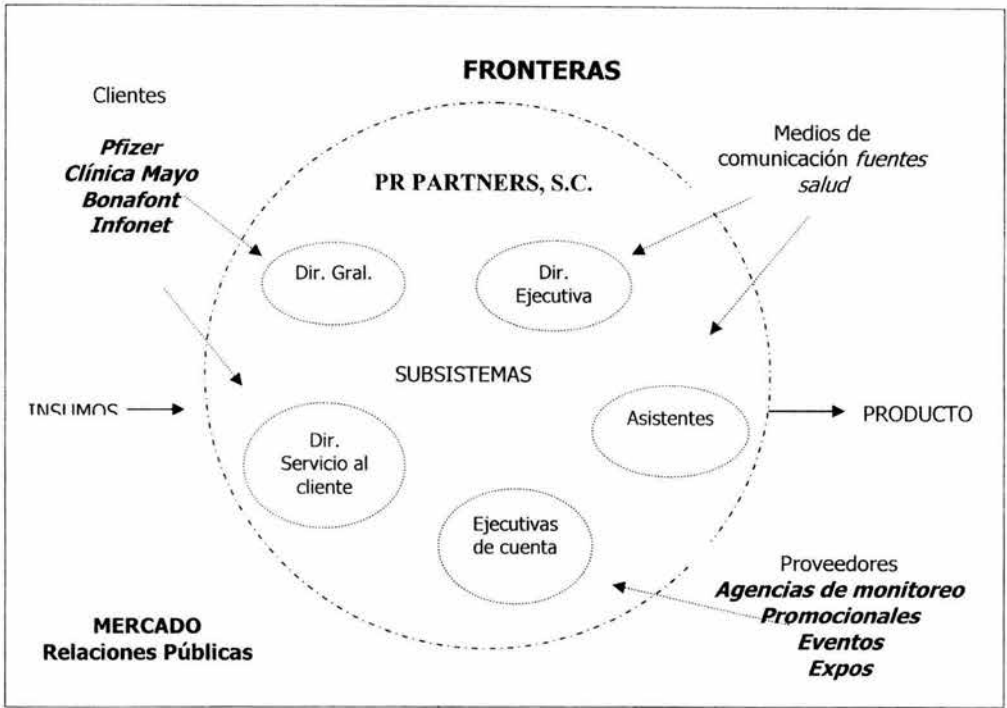 FRONTERAS
Clientes
Pfizer
Clínica Mayo
Bonafont
Infonet
Medios de
comunicación fuentes
salud
PR PARTNERS, S.C.
Dir. Gral.
Dir.
Ejecutiva
SUBSISTEMAS
INSUMOS
Asistentes
PRODUCTO
Dir.
Servicio al
cliente
Ejecutivas
de cuenta
Proveedores
Agencias de monitoreo
Promocionales
Eventos
Expos
MERCADO
Relaciones Públicas